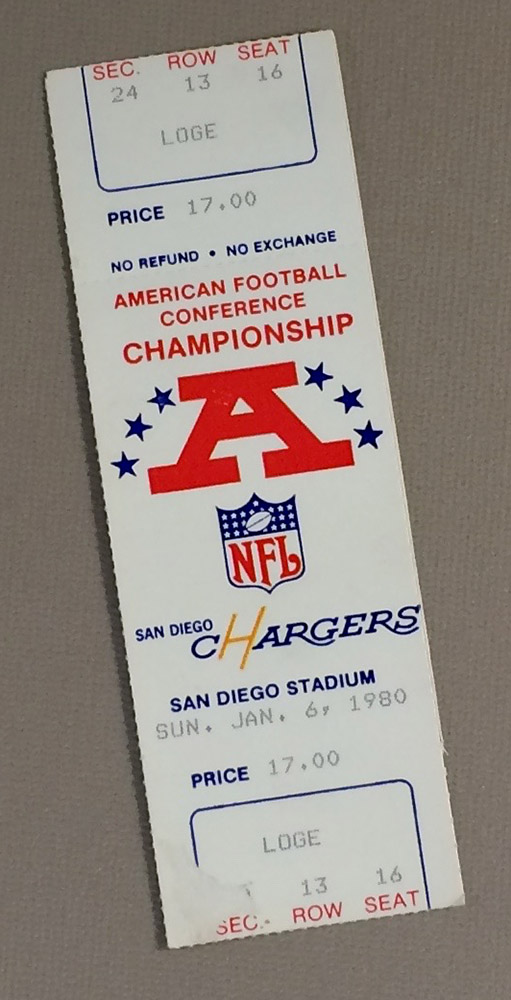 SEC. ROW SEAT
24 13 16
LOGE
PRICE 17.00
NO REFUND • NO EXCHANGE
AMERICAN FOOTBALL
CONFERENCE
CHAMPIONSHIP
A
NFL
SAN DIEGO CHARGERS
SAN DIEGO STADIUM
SUN. JAN. 6, 1980
PRICE 17.00
LOGE
13 16
SEC. ROW SEAT